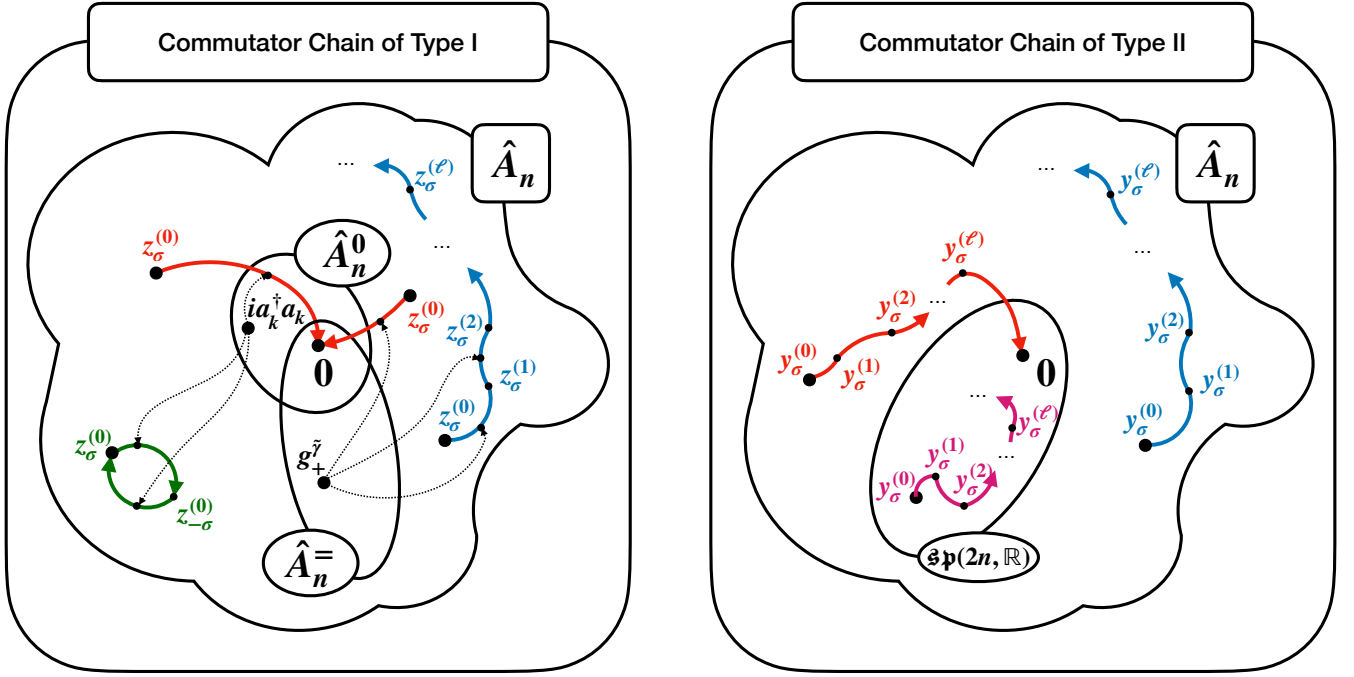 Commutator Chain of Type I
Â_n
...
z_σ^(ℓ)
z_σ^(0)
Â_n^0
...
ia_k^†a_k
z_σ^(0)
z_σ^(2)
0
z_σ^(1)
z_σ^(0)
z_σ^(0)
g_+^γ̃
z_{-σ}^(0)
Â_n^=
Commutator Chain of Type II
Â_n
...
y_σ^(ℓ)
y_σ^(ℓ)
...
y_σ^(2)
...
y_σ^(2)
y_σ^(0)
y_σ^(1)
0
y_σ^(1)
...
y_σ^(0)
y_σ^(ℓ)
y_σ^(1)
...
y_σ^(0)
y_σ^(2)
𝔰𝔭(2n, ℝ)